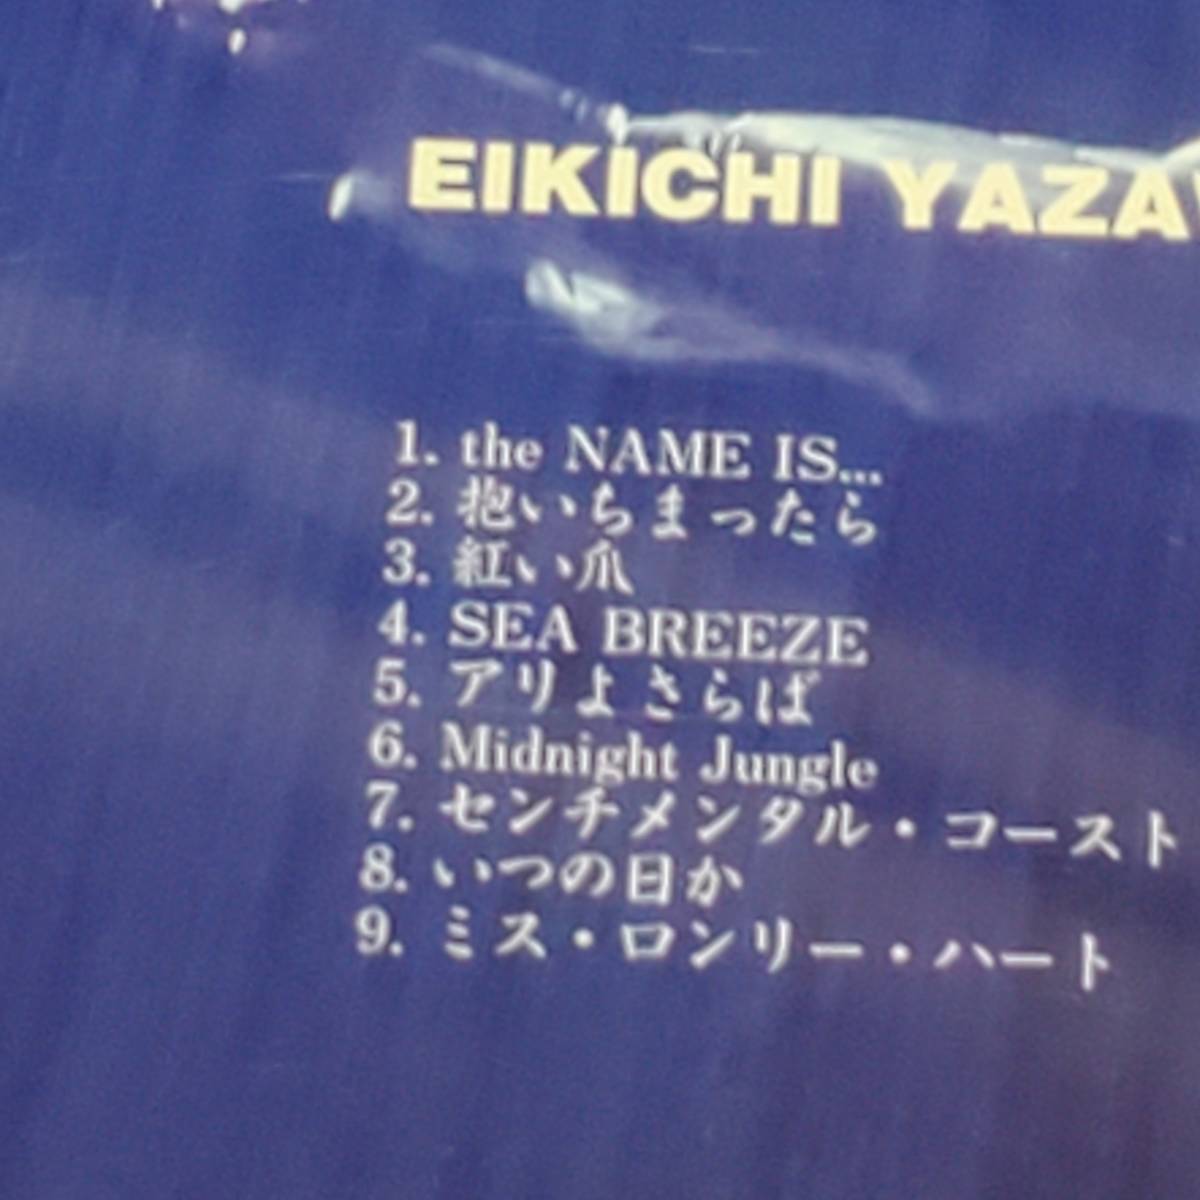 EIKICHI YAZA
1. the NAME IS...
2. 抱いちまったら
3. 紅い爪
4. SEA BREEZE
5. アリよさらば
6. Midnight Jungle
7. センチメンタル・コースト
8. いつの日か
9. ミス・ロンリー・ハート